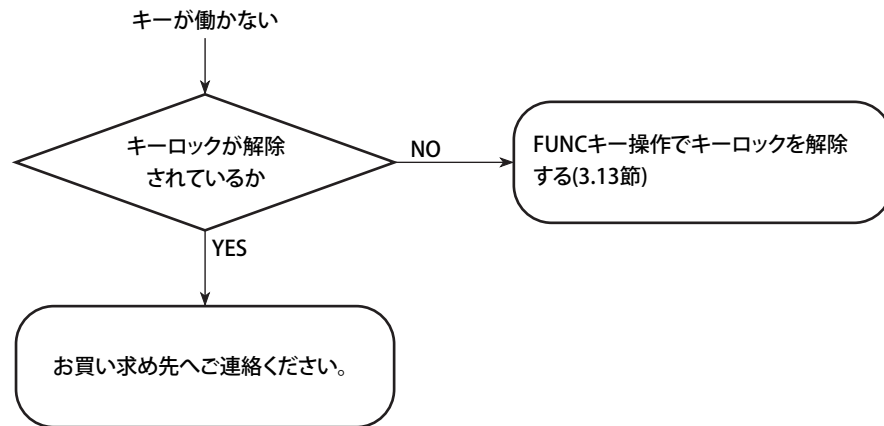 キーが働かない
キーロックが解除
されているか
NO
FUNCキー操作でキーロックを解除
する(3.13節)
YES
お買い求め先へご連絡ください。